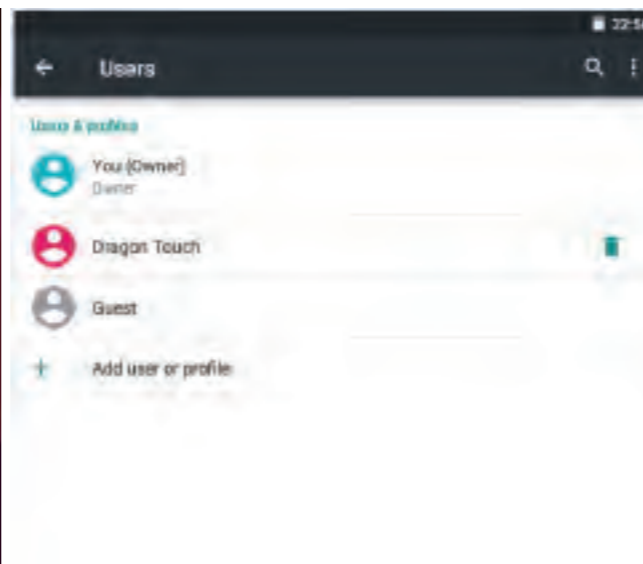 Users
Users & profiles
You (Owner)
Owner
Dragon Touch
Guest
Add user or profile